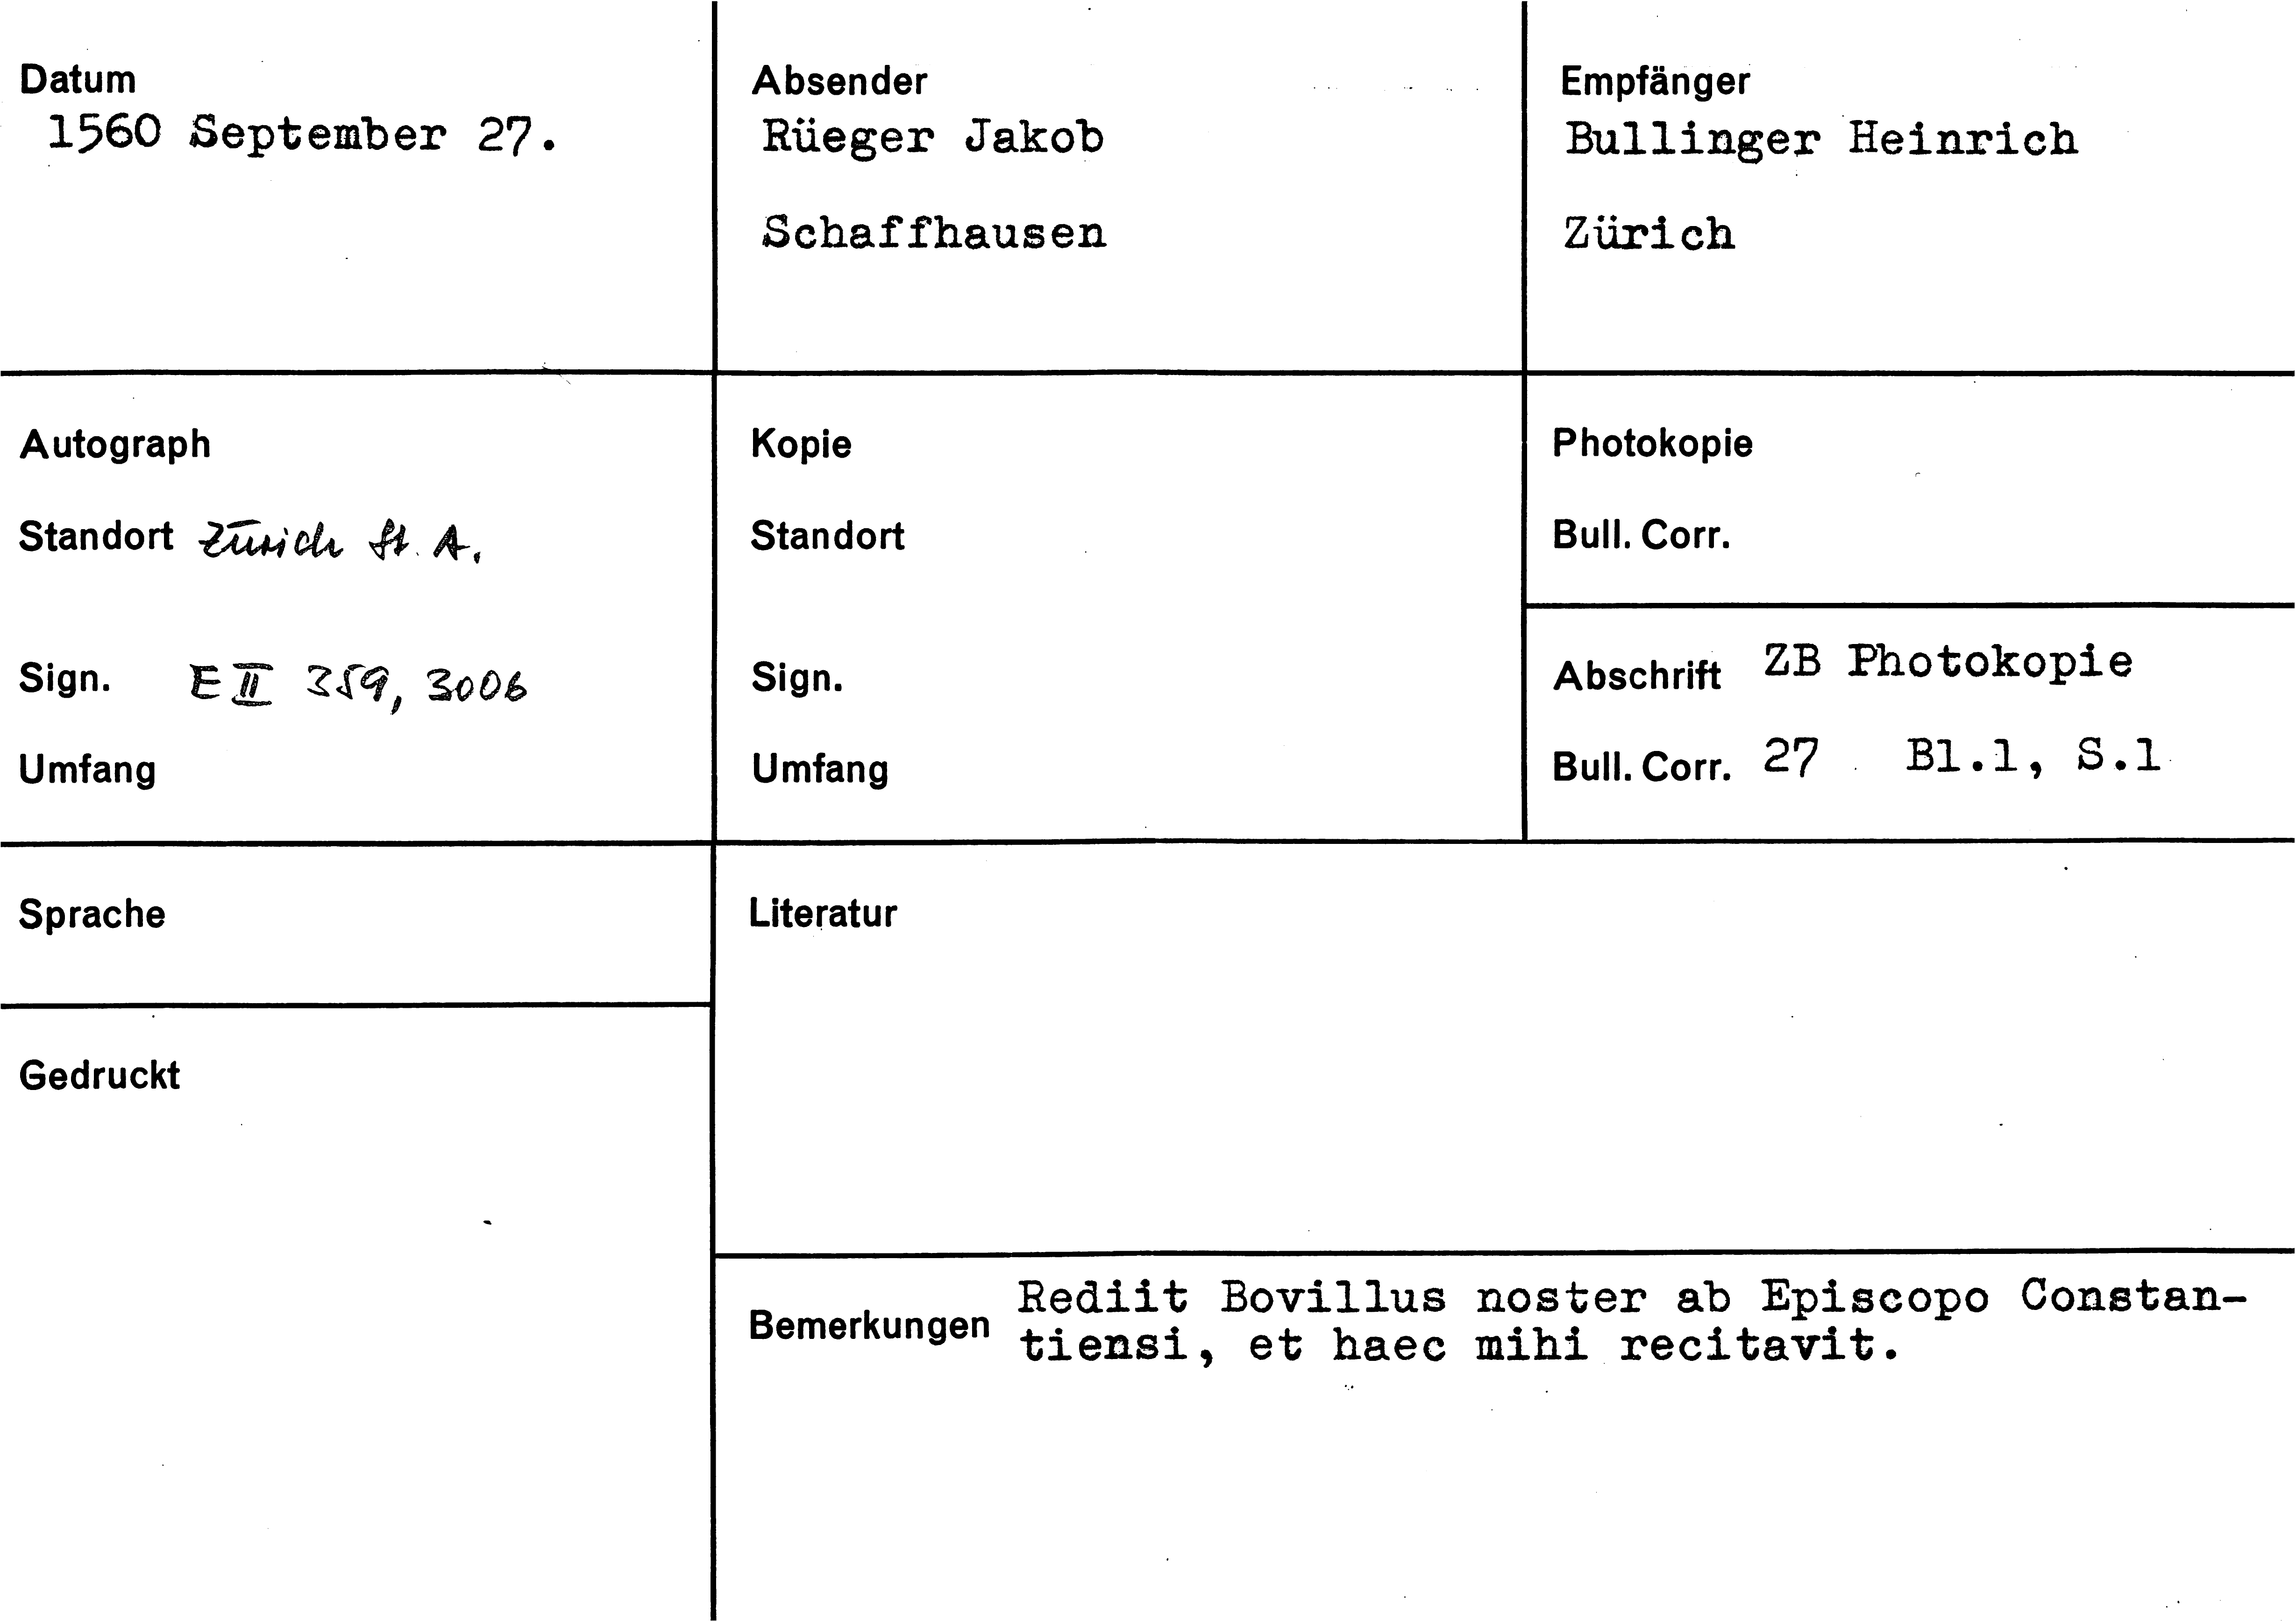 Datum
1560 September 27.
Absender
Rüeger Jakob
Schaffhausen
Empfänger
Bullinger Heinrich
Zürich
Autograph
Standort Zürich St. A.
Sign. E II 359, 3006
Umfang
Kopie
Standort
Sign.
Umfang
Photokopie
Bull. Corr.
Abschrift ZB Photokopie
Bull. Corr. 27 Bl.1, S.1
Sprache
Gedruckt
Literatur
Bemerkungen Rediit Bovillus noster ab Episcopo Constan-
tiensi, et haec mihi recitavit.